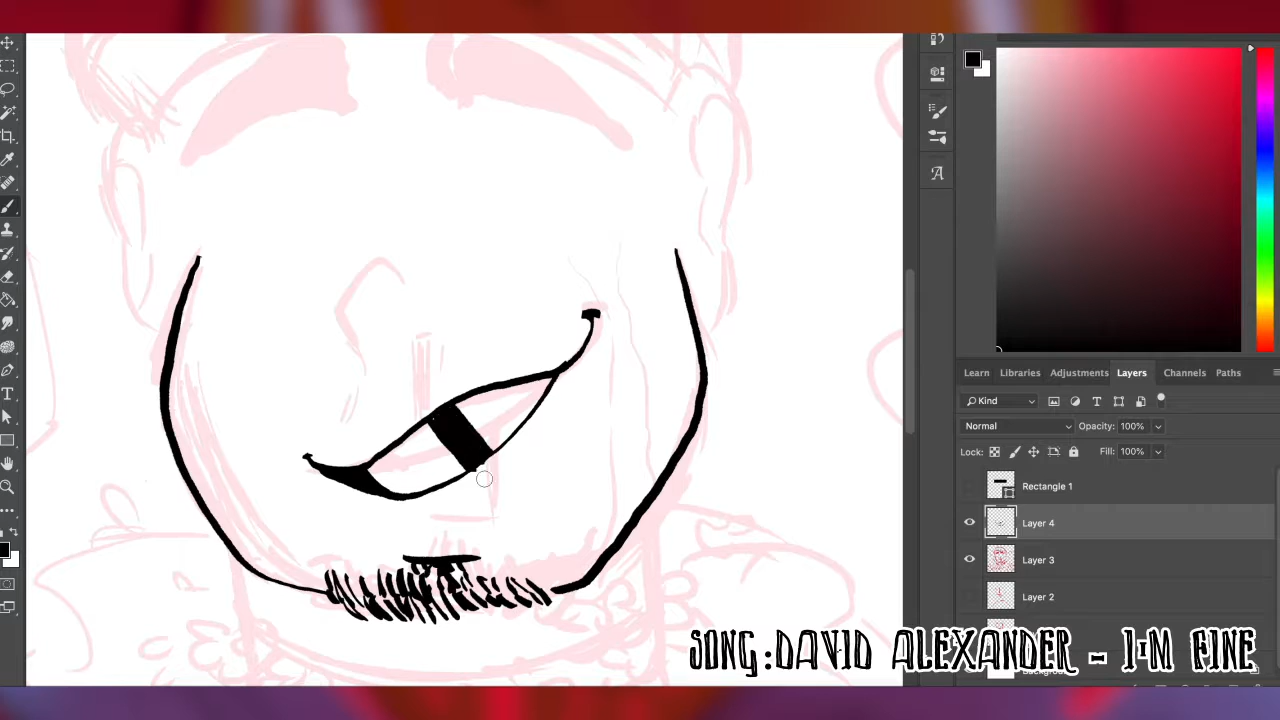 Learn Libraries Adjustments Layers Channels Paths
Kind
Normal Opacity: 100%
Lock: Fill: 100%
Rectangle 1
Layer 4
Layer 3
Layer 2
SONG:DAVID ALEXANDER - I'M FINE